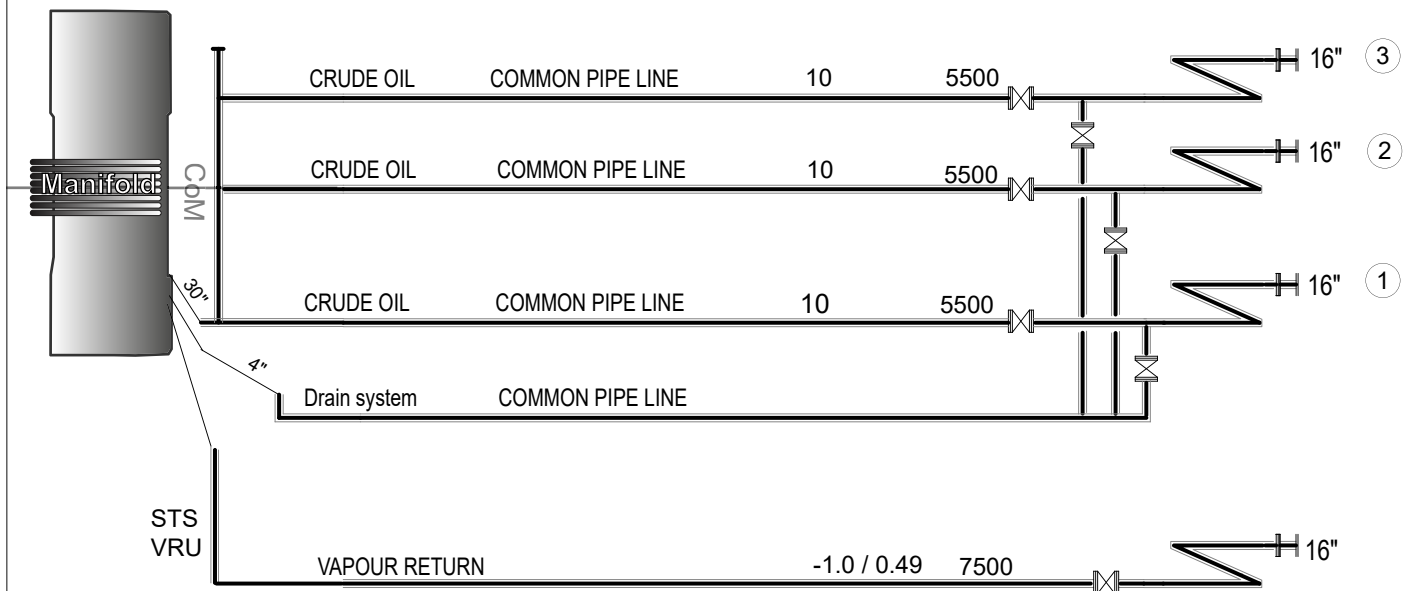 CRUDE OIL COMMON PIPE LINE 10 5500 16" 3
CRUDE OIL COMMON PIPE LINE 10 5500 16" 2
Manifold
CoM
30"
CRUDE OIL COMMON PIPE LINE 10 5500 16" 1
4"
Drain system COMMON PIPE LINE
STS
VRU
VAPOUR RETURN -1.0 / 0.49 7500 16"